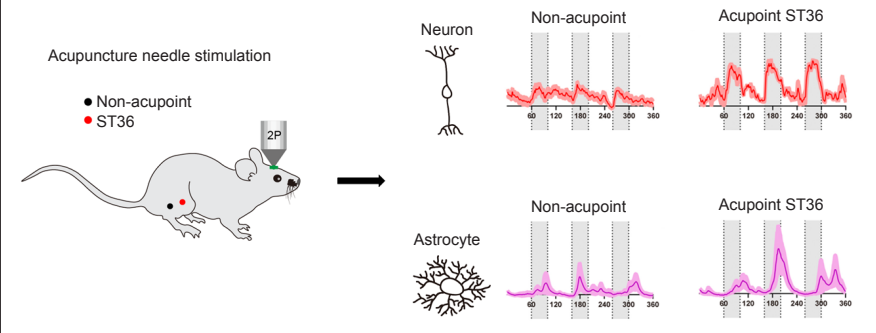 Acupuncture needle stimulation
Non-acupoint
ST36
2P
Neuron
Non-acupoint
Acupoint ST36
60 120 180 240 300 360
60 120 180 240 300 360
Astrocyte
Non-acupoint
Acupoint ST36
60 120 180 240 300 360
60 120 180 240 300 360